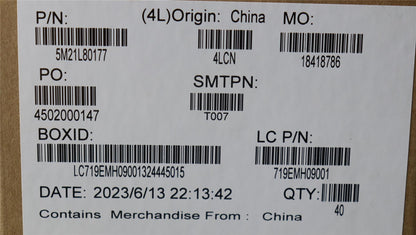 P/N: (4L)Origin: China MO:
5M21L80177 4LCN 18418786
PO: SMTPN:
4502000147 T007
BOXID: LC P/N:
LC719EMH09001324445015 719EMH09001
DATE: 2023/6/13 22:13:42 QTY:
40
Contains Merchandise From : China